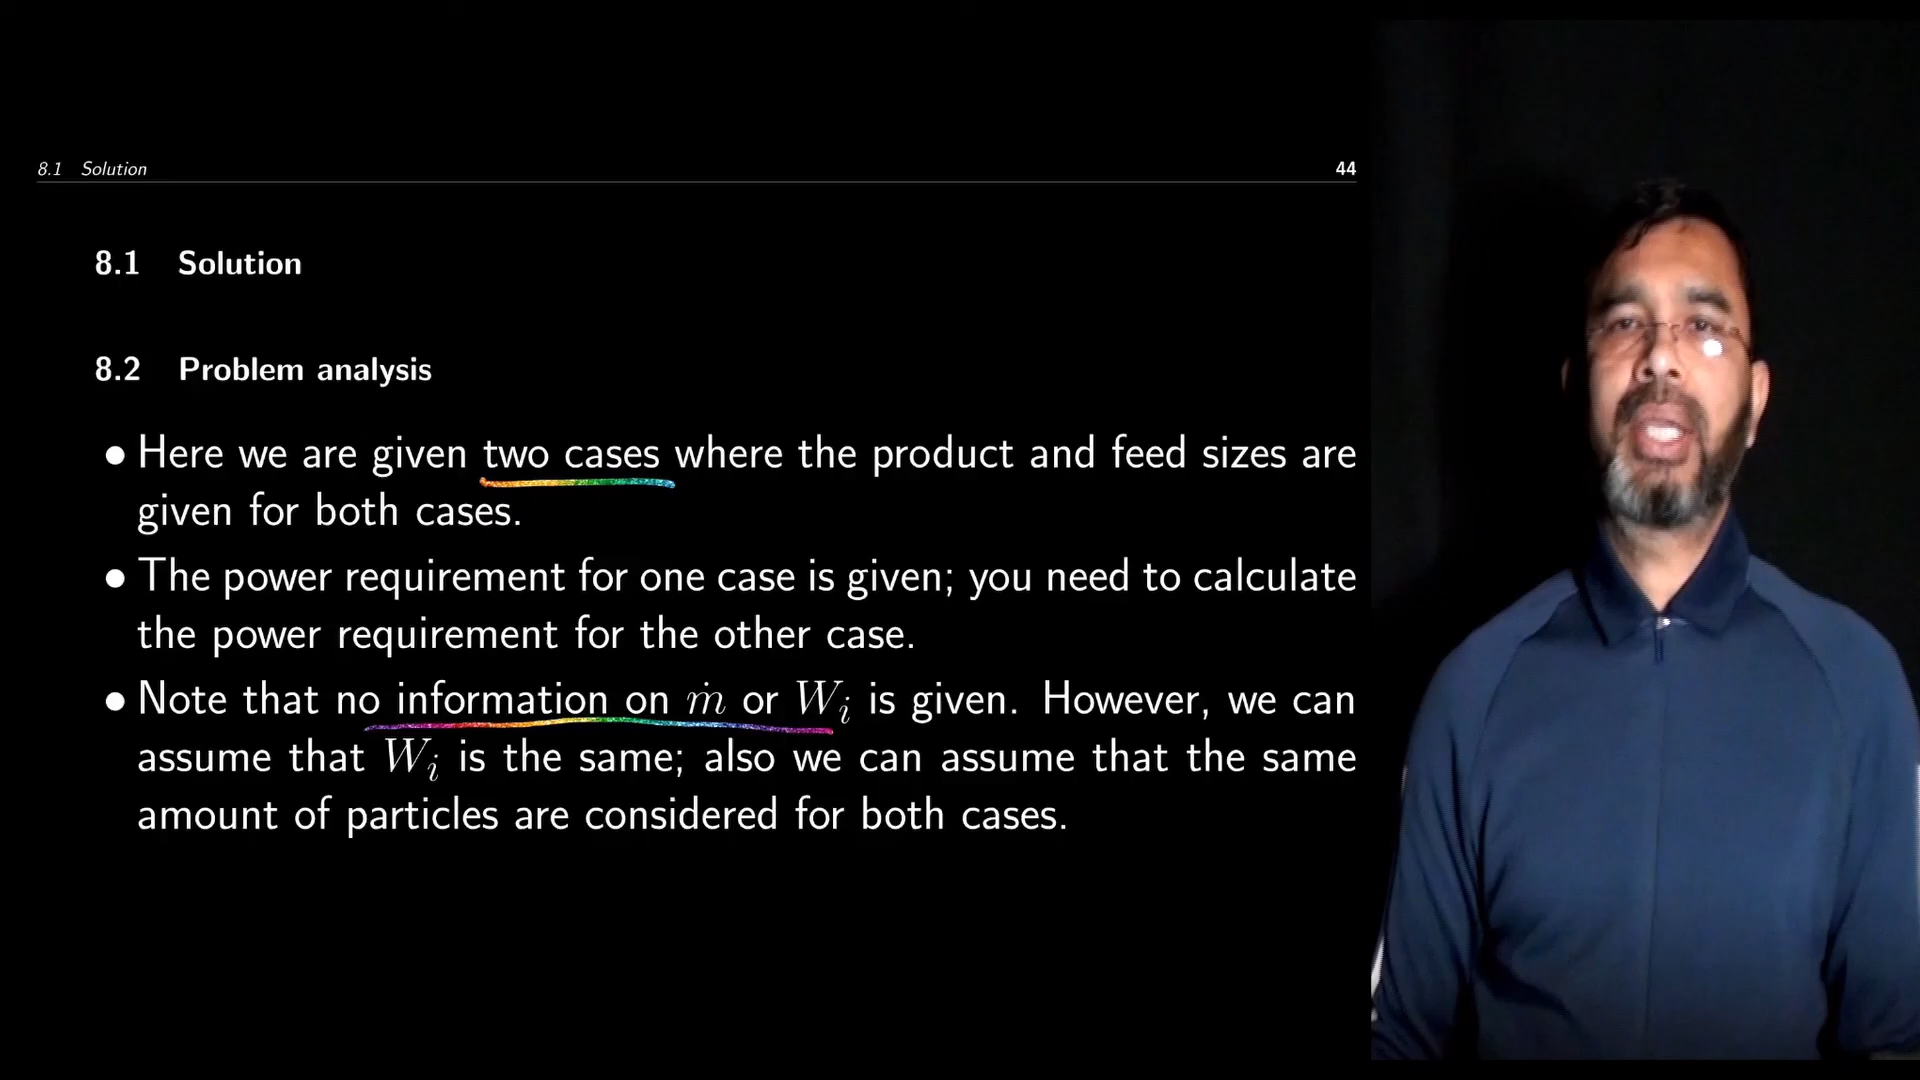 8.1 Solution 44
8.1 Solution
8.2 Problem analysis
• Here we are given two cases where the product and feed sizes are
given for both cases.
• The power requirement for one case is given; you need to calculate
the power requirement for the other case.
• Note that no information on ṁ or Wᵢ is given. However, we can
assume that Wᵢ is the same; also we can assume that the same
amount of particles are considered for both cases.